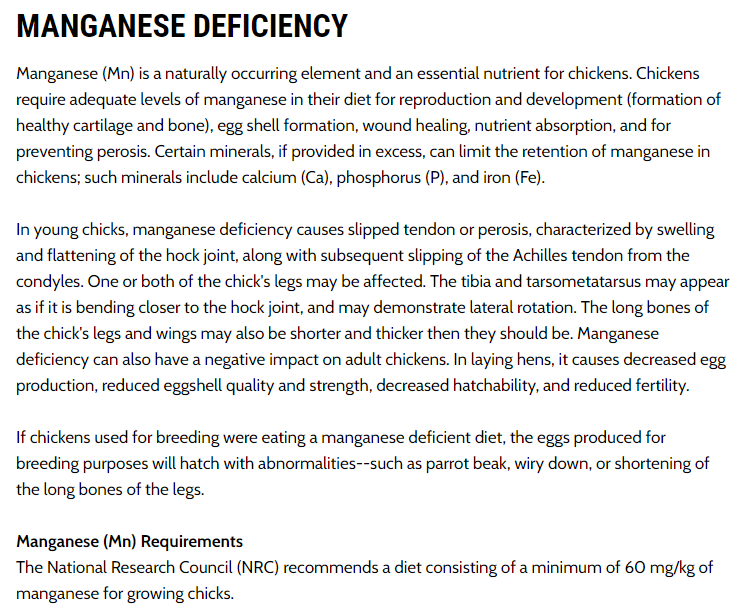 MANGANESE DEFICIENCY
Manganese (Mn) is a naturally occurring element and an essential nutrient for chickens. Chickens
require adequate levels of manganese in their diet for reproduction and development (formation of
healthy cartilage and bone), egg shell formation, wound healing, nutrient absorption, and for
preventing perosis. Certain minerals, if provided in excess, can limit the retention of manganese in
chickens; such minerals include calcium (Ca), phosphorus (P), and iron (Fe).
In young chicks, manganese deficiency causes slipped tendon or perosis, characterized by swelling
and flattening of the hock joint, along with subsequent slipping of the Achilles tendon from the
condyles. One or both of the chick's legs may be affected. The tibia and tarsometatarsus may appear
as if it is bending closer to the hock joint, and may demonstrate lateral rotation. The long bones of
the chick's legs and wings may also be shorter and thicker then they should be. Manganese
deficiency can also have a negative impact on adult chickens. In laying hens, it causes decreased egg
production, reduced eggshell quality and strength, decreased hatchability, and reduced fertility.
If chickens used for breeding were eating a manganese deficient diet, the eggs produced for
breeding purposes will hatch with abnormalities--such as parrot beak, wiry down, or shortening of
the long bones of the legs.
Manganese (Mn) Requirements
The National Research Council (NRC) recommends a diet consisting of a minimum of 60 mg/kg of
manganese for growing chicks.